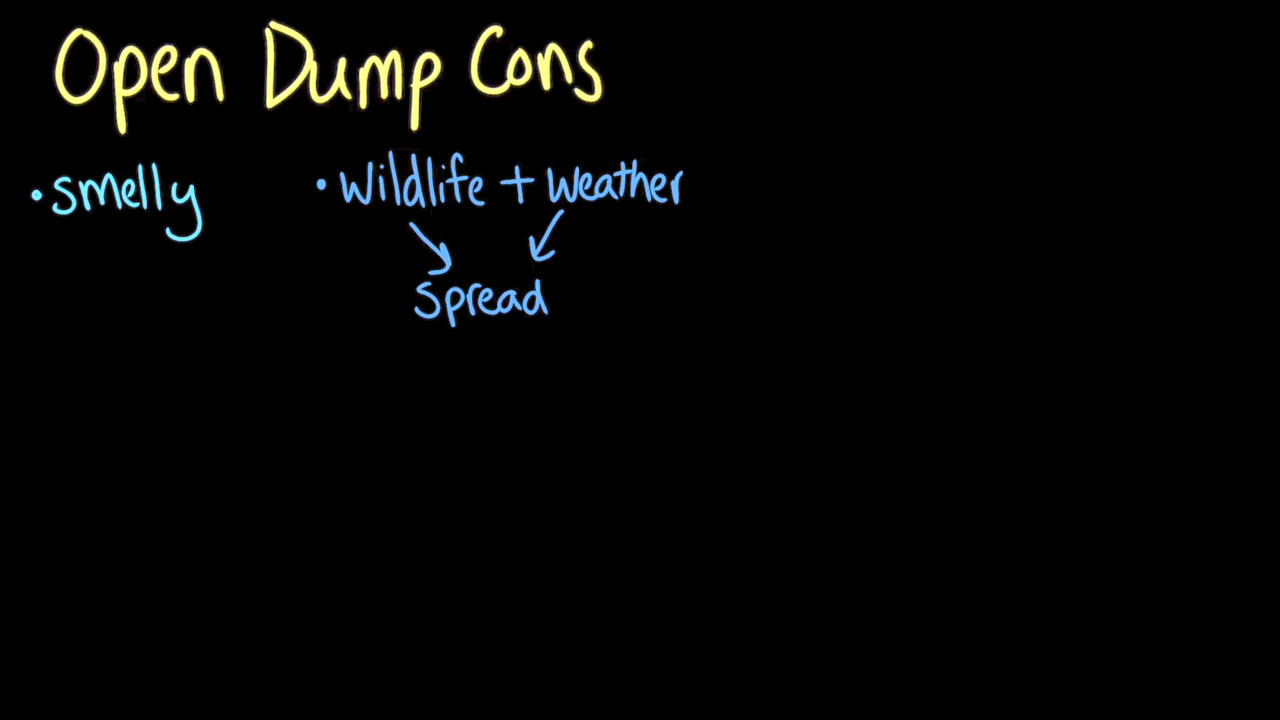 Open Dump Cons
• smelly
• Wildlife + Weather
Spread